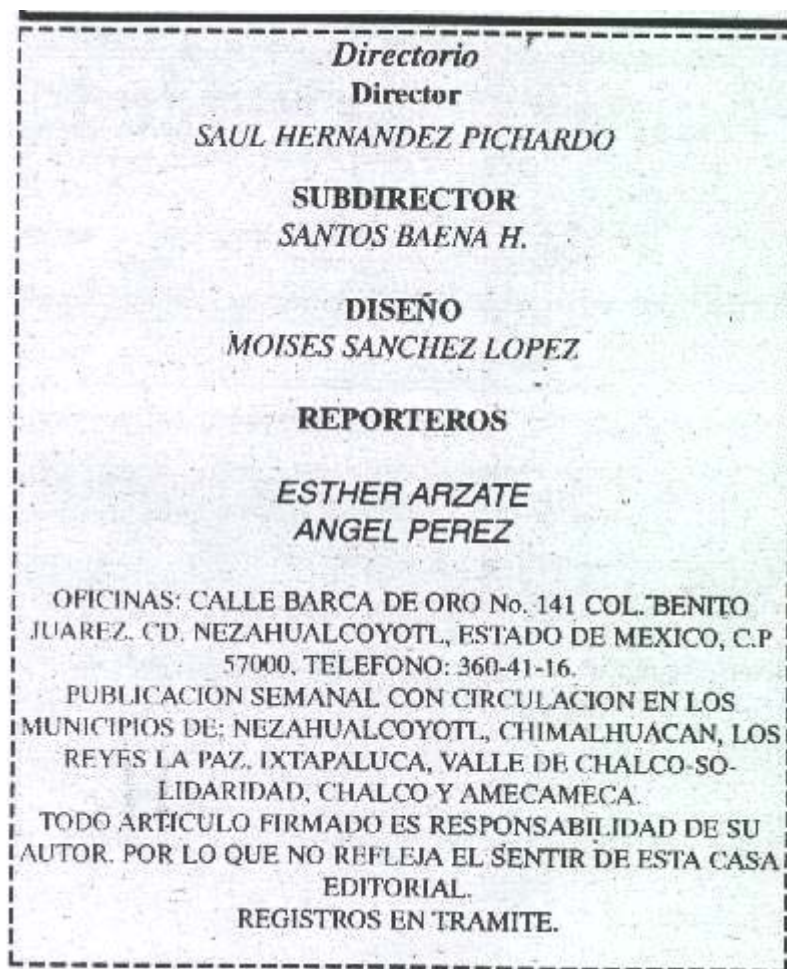 Directorio
Director
SAUL HERNANDEZ PICHARDO
SUBDIRECTOR
SANTOS BAENA H.
DISEÑO
MOISES SANCHEZ LOPEZ
REPORTEROS
ESTHER ARZATE
ANGEL PEREZ
OFICINAS: CALLE BARCA DE ORO No. 141 COL. BENITO
JUAREZ. CD. NEZAHUALCOYOTL, ESTADO DE MEXICO, C.P
57000. TELEFONO: 360-41-16.
PUBLICACION SEMANAL CON CIRCULACION EN LOS
MUNICIPIOS DE: NEZAHUALCOYOTL, CHIMALHUACAN, LOS
REYES LA PAZ. IXTAPALUCA, VALLE DE CHALCO-SO-
LIDARIDAD, CHALCO Y AMECAMECA.
TODO ARTICULO FIRMADO ES RESPONSABILIDAD DE SU
AUTOR. POR LO QUE NO REFLEJA EL SENTIR DE ESTA CASA
EDITORIAL.
REGISTROS EN TRAMITE.